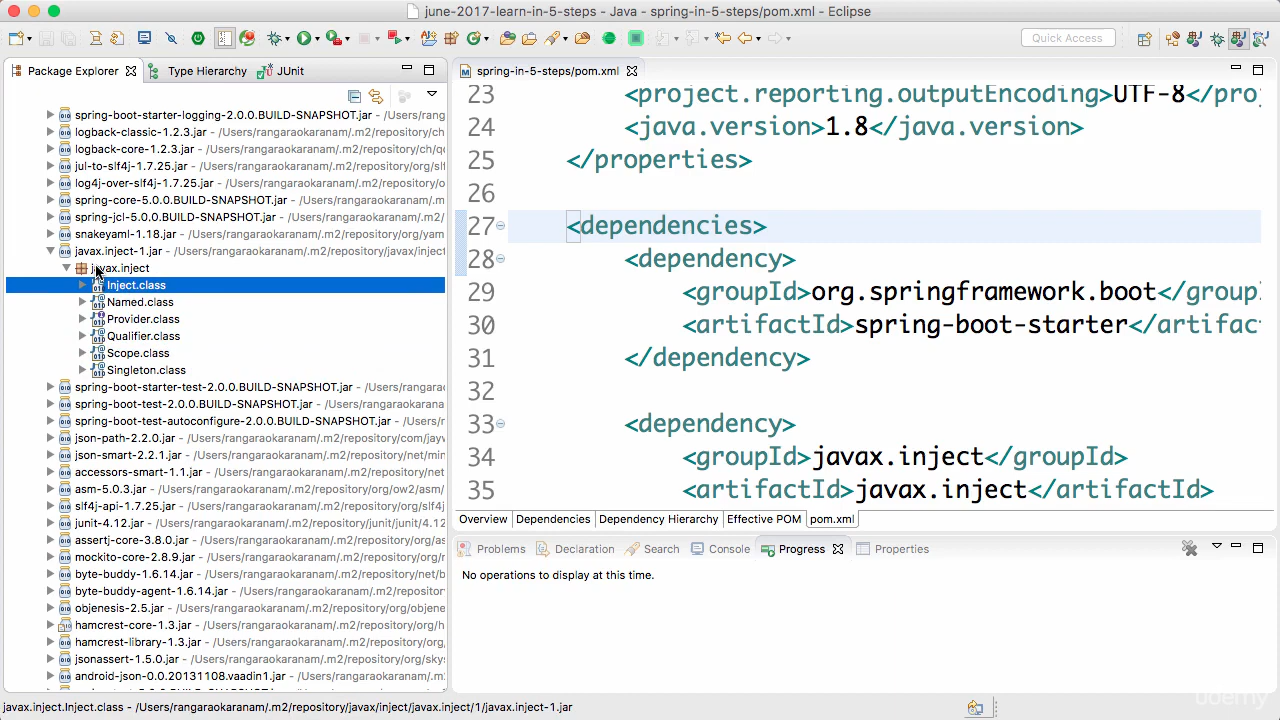 june-2017-learn-in-5-steps - Java - spring-in-5-steps/pom.xml - Eclipse
Quick Access
Package Explorer
Type Hierarchy
JUnit
spring-in-5-steps/pom.xml
spring-boot-starter-logging-2.0.0.BUILD-SNAPSHOT.jar - /Users/rang
logback-classic-1.2.3.jar - /Users/rangaraokaranam/.m2/repository/ch
logback-core-1.2.3.jar - /Users/rangaraokaranam/.m2/repository/ch/q
jul-to-slf4j-1.7.25.jar - /Users/rangaraokaranam/.m2/repository/org/sl
log4j-over-slf4j-1.7.25.jar - /Users/rangaraokaranam/.m2/repository/
spring-core-5.0.0.BUILD-SNAPSHOT.jar - /Users/rangaraokaranam/.m
spring-jcl-5.0.0.BUILD-SNAPSHOT.jar - /Users/rangaraokaranam/.m2/
snakeyaml-1.18.jar - /Users/rangaraokaranam/.m2/repository/org/yam
javax.inject-1.jar - /Users/rangaraokaranam/.m2/repository/javax/inject
javax.inject
Inject.class
Named.class
Provider.class
Qualifier.class
Scope.class
Singleton.class
spring-boot-starter-test-2.0.0.BUILD-SNAPSHOT.jar - /Users/rangarao
spring-boot-test-2.0.0.BUILD-SNAPSHOT.jar - /Users/rangaraokarana
spring-boot-test-autoconfigure-2.0.0.BUILD-SNAPSHOT.jar - /Users/r
json-path-2.2.0.jar - /Users/rangaraokaranam/.m2/repository/com/jay
json-smart-2.2.1.jar - /Users/rangaraokaranam/.m2/repository/net/min
accessors-smart-1.1.jar - /Users/rangaraokaranam/.m2/repository/net
asm-5.0.3.jar - /Users/rangaraokaranam/.m2/repository/org/ow2/asm/
slf4j-api-1.7.25.jar - /Users/rangaraokaranam/.m2/repository/org/slf4
junit-4.12.jar - /Users/rangaraokaranam/.m2/repository/junit/junit/4.12
assertj-core-3.8.0.jar - /Users/rangaraokaranam/.m2/repository/org/as
mockito-core-2.8.9.jar - /Users/rangaraokaranam/.m2/repository/org/m
byte-buddy-1.6.14.jar - /Users/rangaraokaranam/.m2/repository/net/b
byte-buddy-agent-1.6.14.jar - /Users/rangaraokaranam/.m2/repository
objenesis-2.5.jar - /Users/rangaraokaranam/.m2/repository/org/objene
hamcrest-core-1.3.jar - /Users/rangaraokaranam/.m2/repository/org/h
hamcrest-library-1.3.jar - /Users/rangaraokaranam/.m2/repository/org/
jsonassert-1.5.0.jar - /Users/rangaraokaranam/.m2/repository/org/sky
android-json-0.0.20131108.vaadin1.jar - /Users/rangaraokaranam/.m2
23 <project.reporting.outputEncoding>UTF-8</proj
24 <java.version>1.8</java.version>
25 </properties>
26
27 <dependencies>
28 <dependency>
29 <groupId>org.springframework.boot</group
30 <artifactId>spring-boot-starter</artifac
31 </dependency>
32
33 <dependency>
34 <groupId>javax.inject</groupId>
35 <artifactId>javax.inject</artifactId>
Overview Dependencies Dependency Hierarchy Effective POM pom.xml
Problems Declaration Search Console Progress Properties
No operations to display at this time.
javax.inject.Inject.class - /Users/rangaraokaranam/.m2/repository/javax/inject/javax.inject/1/javax.inject-1.jar
udemy